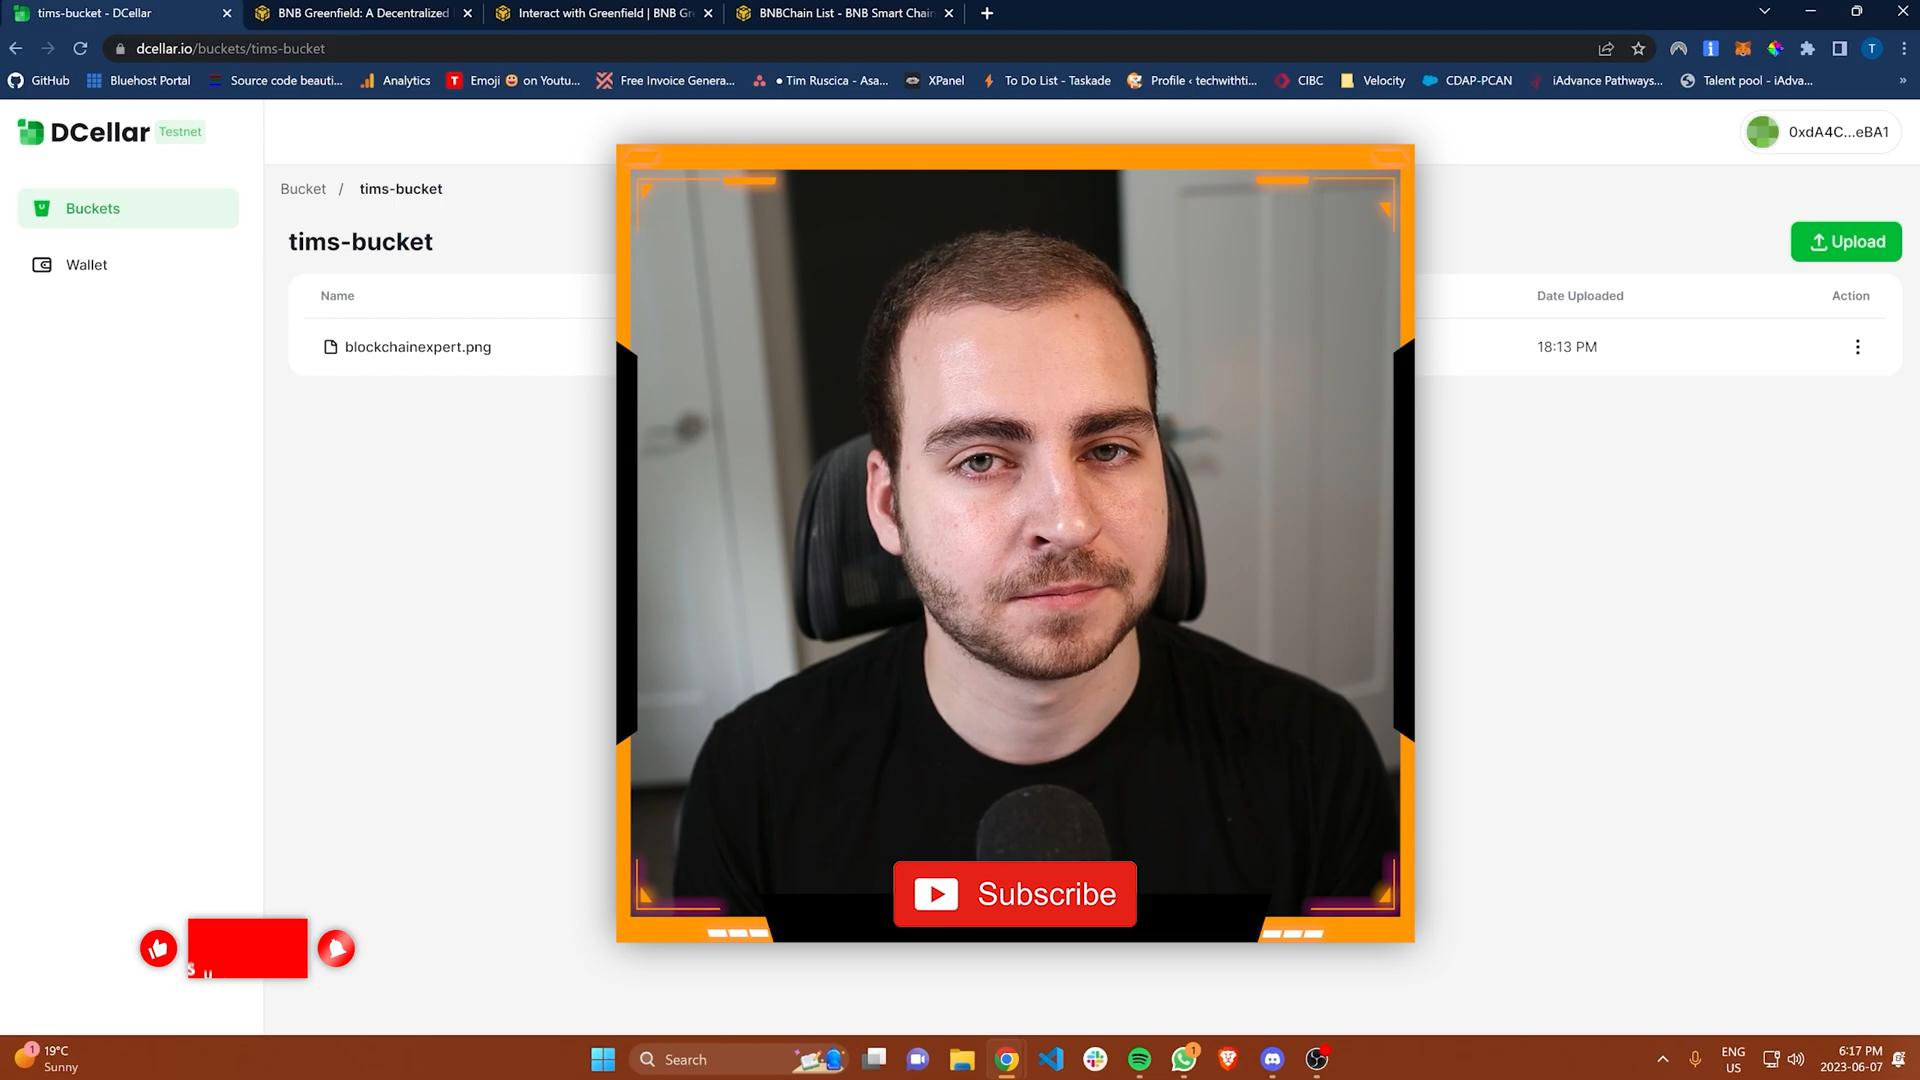 tims-bucket - DCellar
BNB Greenfield: A Decentralized
Interact with Greenfield | BNB Gr
BNBChain List - BNB Smart Chain
dcellar.io/buckets/tims-bucket
T
GitHub
Bluehost Portal
Source code beauti...
Analytics
T
Emoji 😃 on Youtu...
Free Invoice Genera...
• Tim Ruscica - Asa...
XPanel
To Do List - Taskade
Profile ‹ techwithti...
CIBC
Velocity
CDAP-PCAN
iAdvance Pathways...
Talent pool - iAdva...
»
DCellar
Testnet
0xdA4C...eBA1
Buckets
Bucket / tims-bucket
tims-bucket
Upload
Wallet
Name
Date Uploaded
Action
blockchainexpert.png
18:13 PM
Subscribe
S u
1
19°C
Sunny
Search
1
ENG
US
6:17 PM
2023-06-07